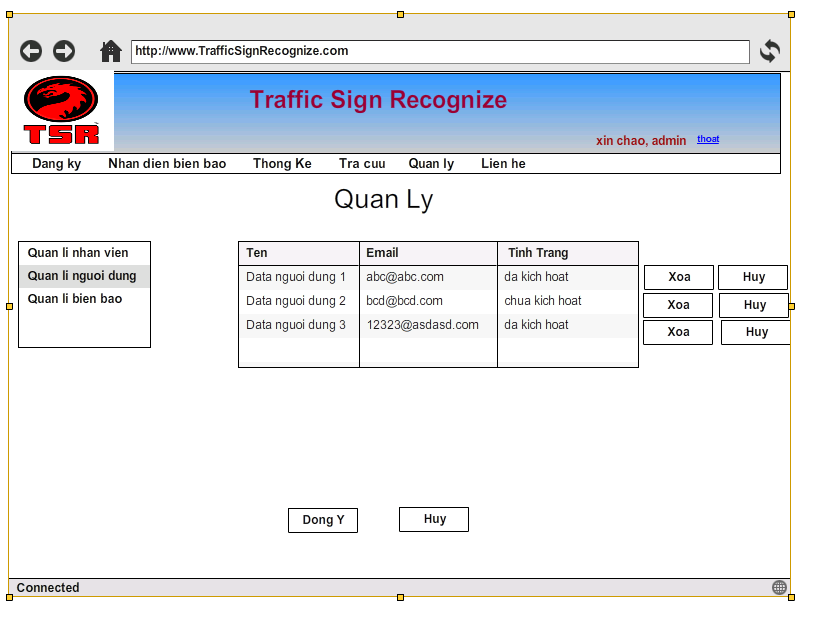 http://www.TrafficSignRecognize.com
TSR
Traffic Sign Recognize
xin chao, admin thoat
Dang ky Nhan dien bien bao Thong Ke Tra cuu Quan ly Lien he
Quan Ly
Quan li nhan vien
Quan li nguoi dung
Quan li bien bao
Ten Email Tinh Trang
Data nguoi dung 1 abc@abc.com da kich hoat Xoa Huy
Data nguoi dung 2 bcd@bcd.com chua kich hoat Xoa Huy
Data nguoi dung 3 12323@asdasd.com da kich hoat Xoa Huy
Dong Y Huy
Connected